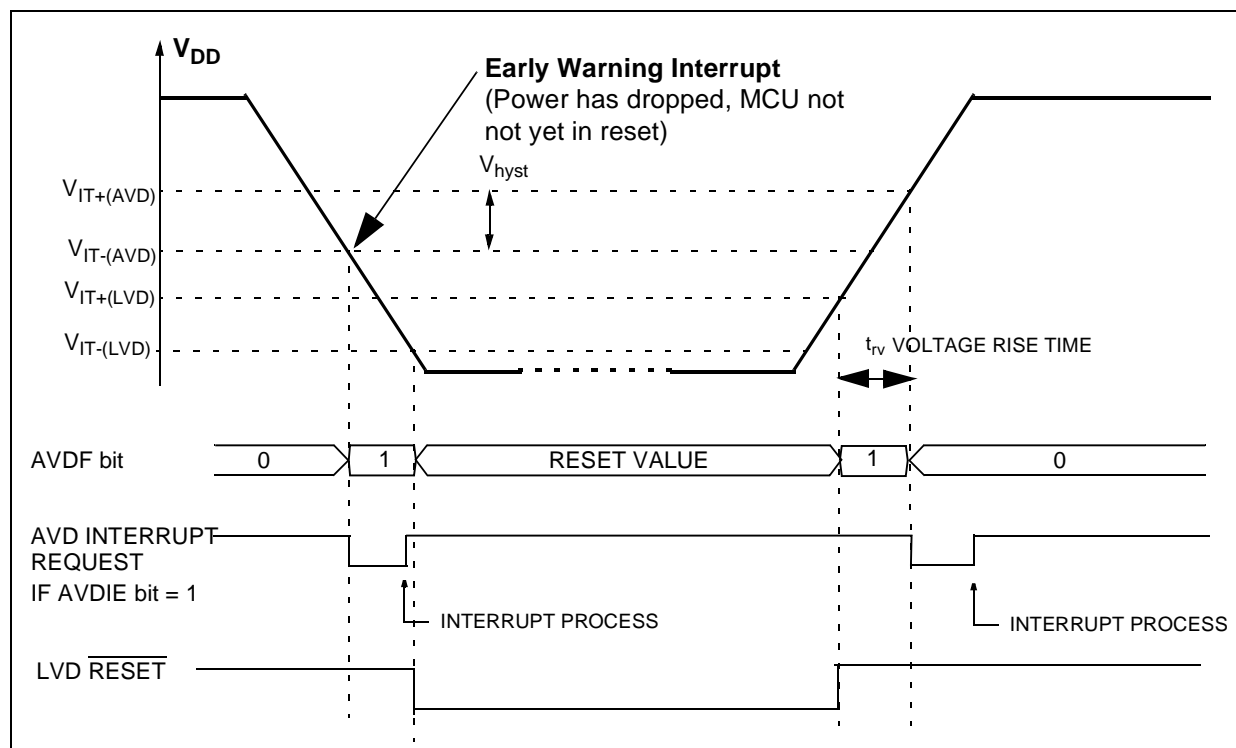 VDD
Early Warning Interrupt
(Power has dropped, MCU not
not yet in reset)
Vhyst
VIT+(AVD)
VIT-(AVD)
VIT+(LVD)
VIT-(LVD)
trv VOLTAGE RISE TIME
AVDF bit
0
1
RESET VALUE
1
0
AVD INTERRUPT
REQUEST
IF AVDIE bit = 1
INTERRUPT PROCESS
INTERRUPT PROCESS
LVD RESET